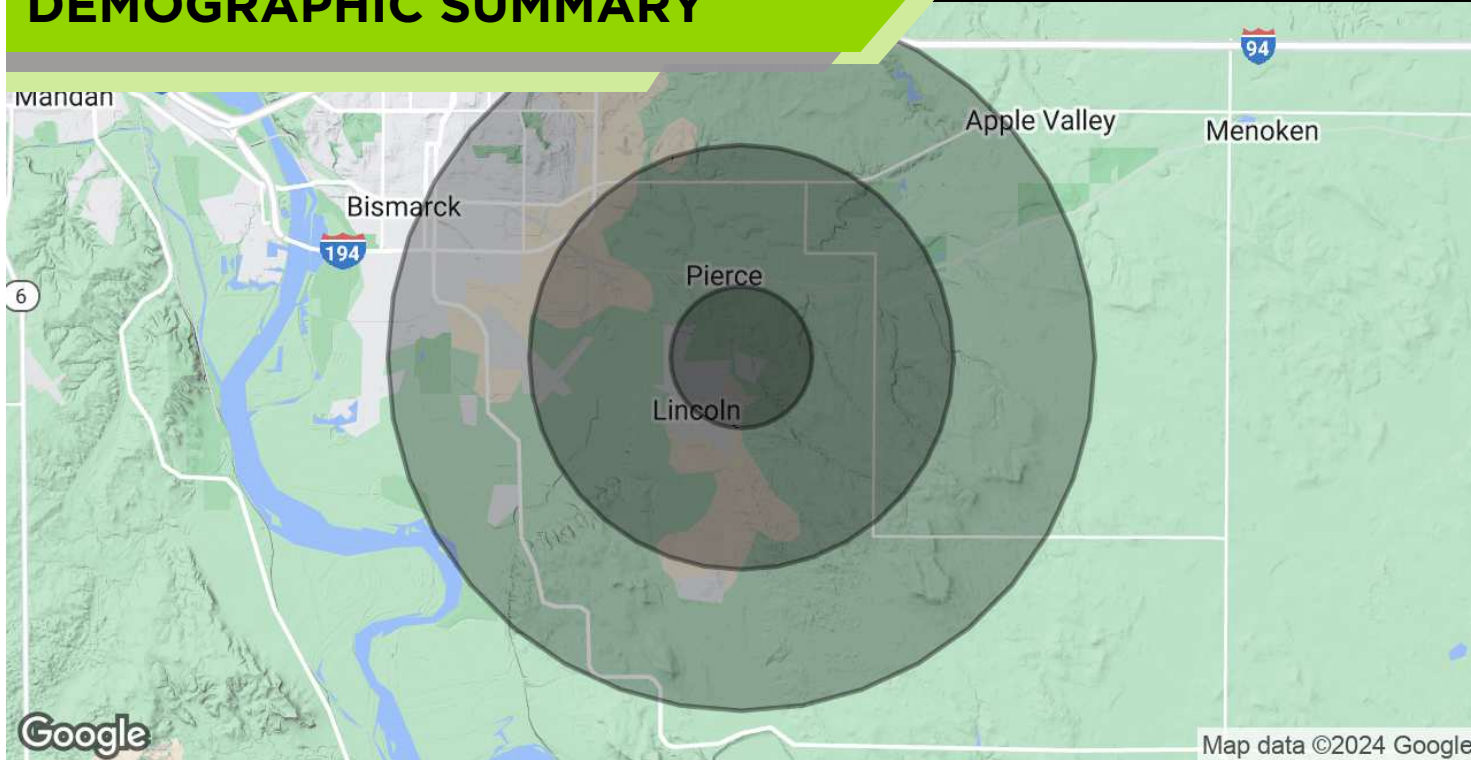 DEMOGRAPHIC SUMMARY
94
Mandan
Apple Valley
Menoken
Bismarck
194
Pierce
6
Lincoln
Google
Map data ©2024 Google